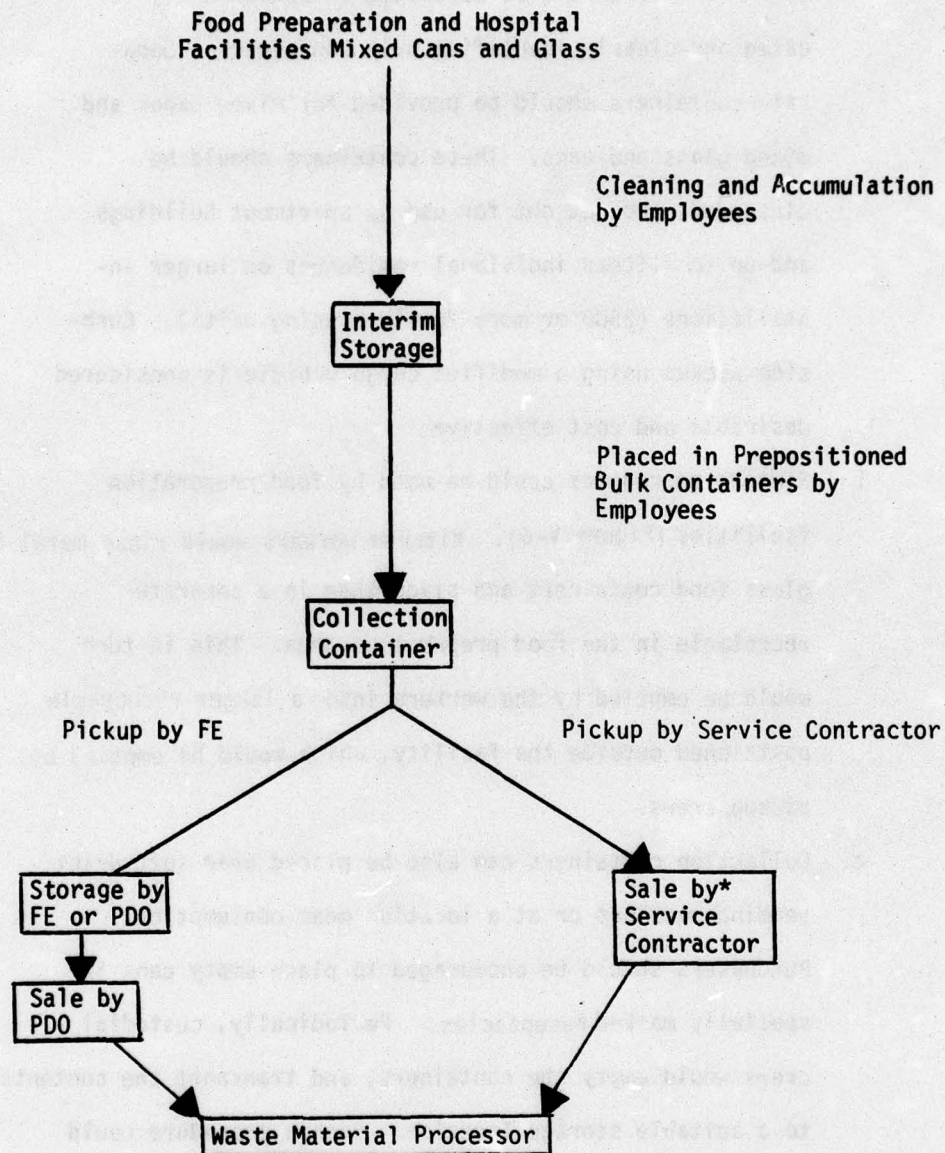 Food Preparation and Hospital
Facilities Mixed Cans and Glass
Cleaning and Accumulation
by Employees
Interim
Storage
Placed in Prepositioned
Bulk Containers by
Employees
Collection
Container
Pickup by FE
Pickup by Service Contractor
Storage by
FE or PDO
Sale by*
Service
Contractor
Sale by
PDO
Waste Material Processor